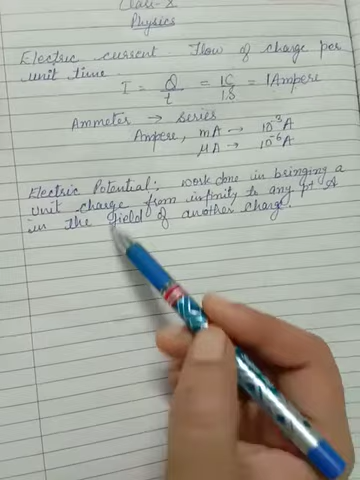 Class-X
Physics
Electric current Flow of charge per
unit time.
I = Q/t = 1C/1S = 1Ampere
Ammeter → series
Ampere, mA → 10⁻³A
μA → 10⁻⁶A
Electric Potential; work done in bringing a
unit charge from infinity to any pt A
in the field of another charge.